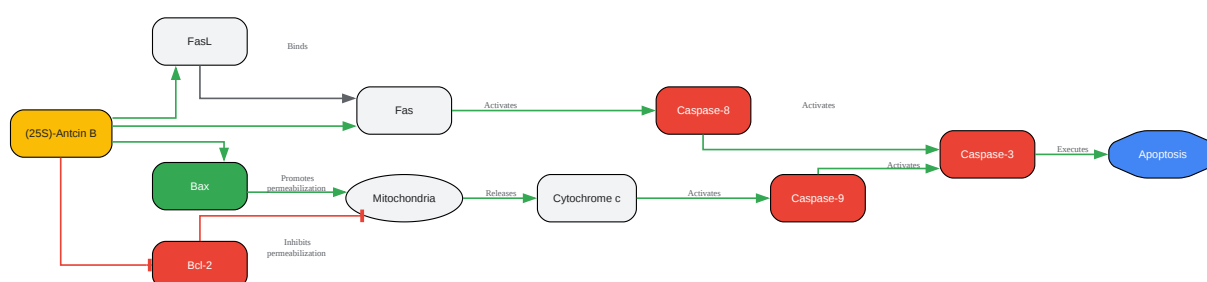 FasL
Binds
Fas
Activates
Caspase-8
Activates
(25S)-Antcin B
Caspase-3
Executes
Apoptosis
Activates
Bax
Promotes
permeabilization
Mitochondria
Releases
Cytochrome c
Activates
Caspase-9
Inhibits
permeabilization
Bcl-2